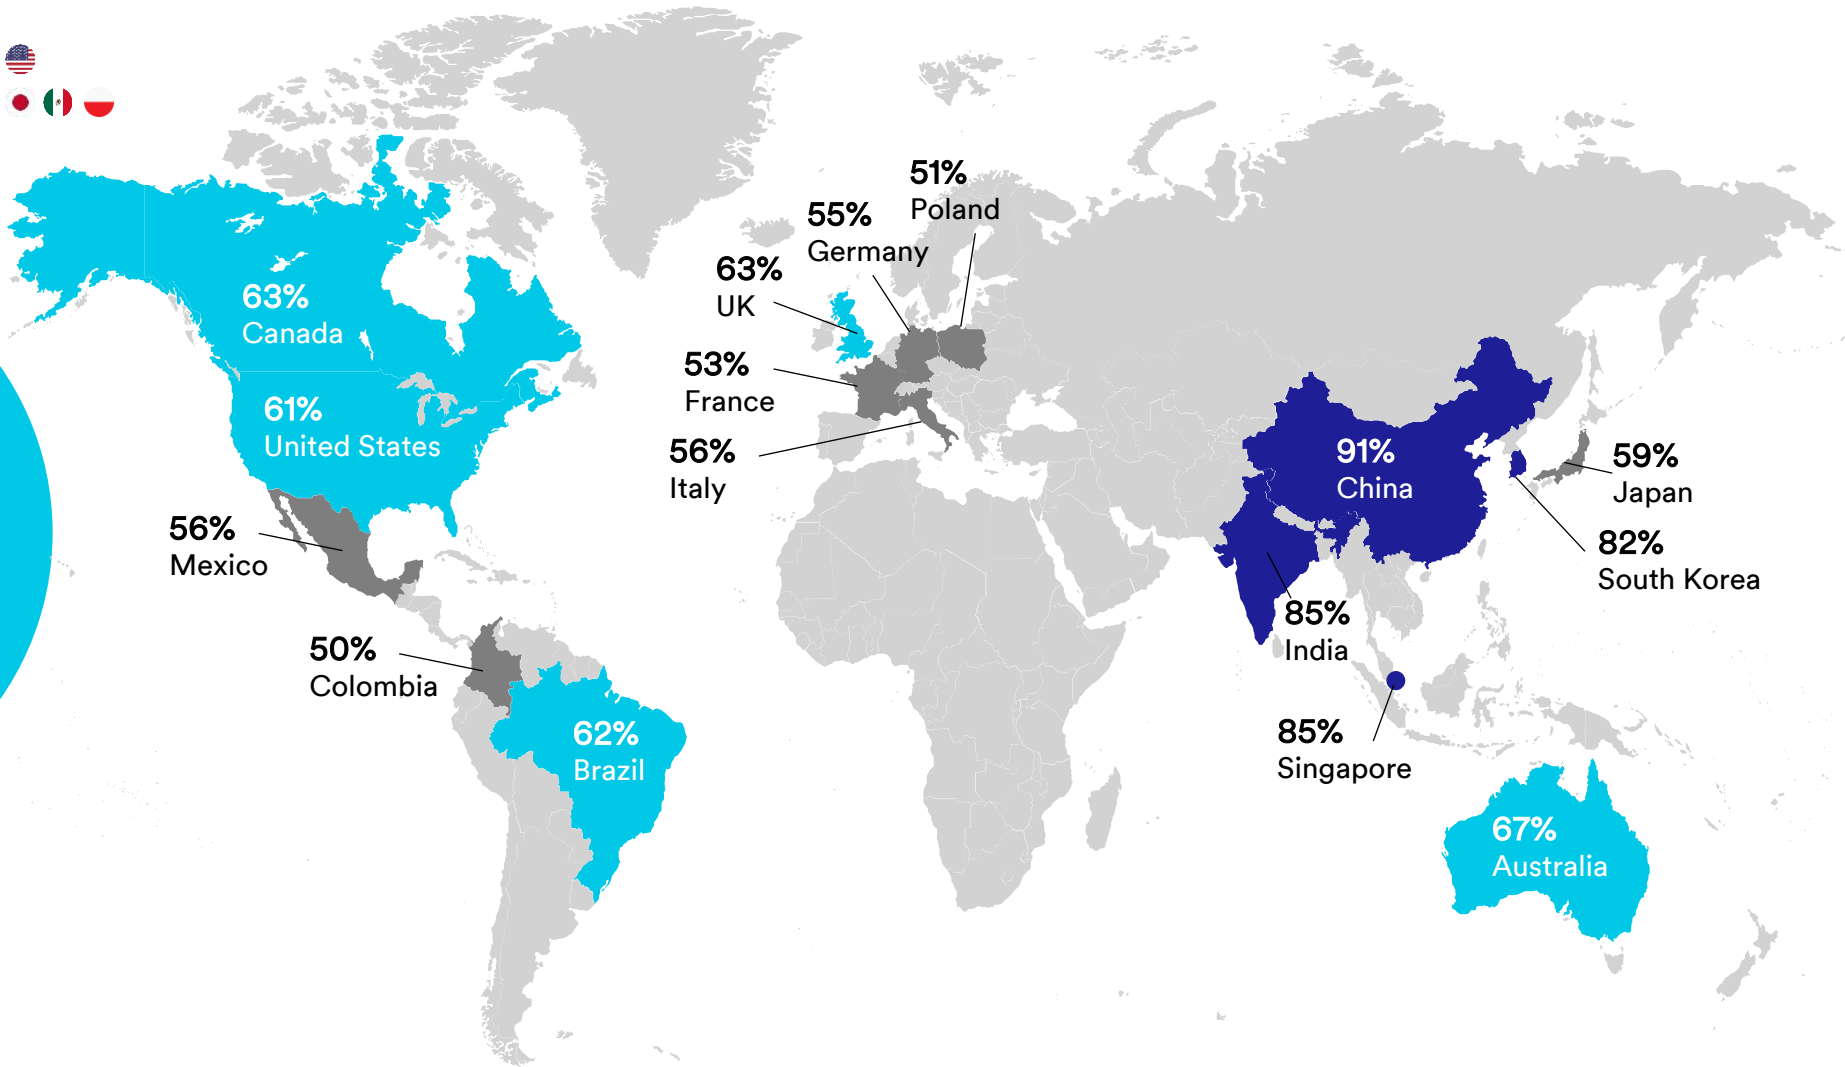 51%
Poland
55%
Germany
63%
UK
63%
Canada
53%
France
61%
United States
56%
Italy
91%
China
59%
Japan
56%
Mexico
82%
South Korea
85%
India
50%
Colombia
62%
Brazil
85%
Singapore
67%
Australia